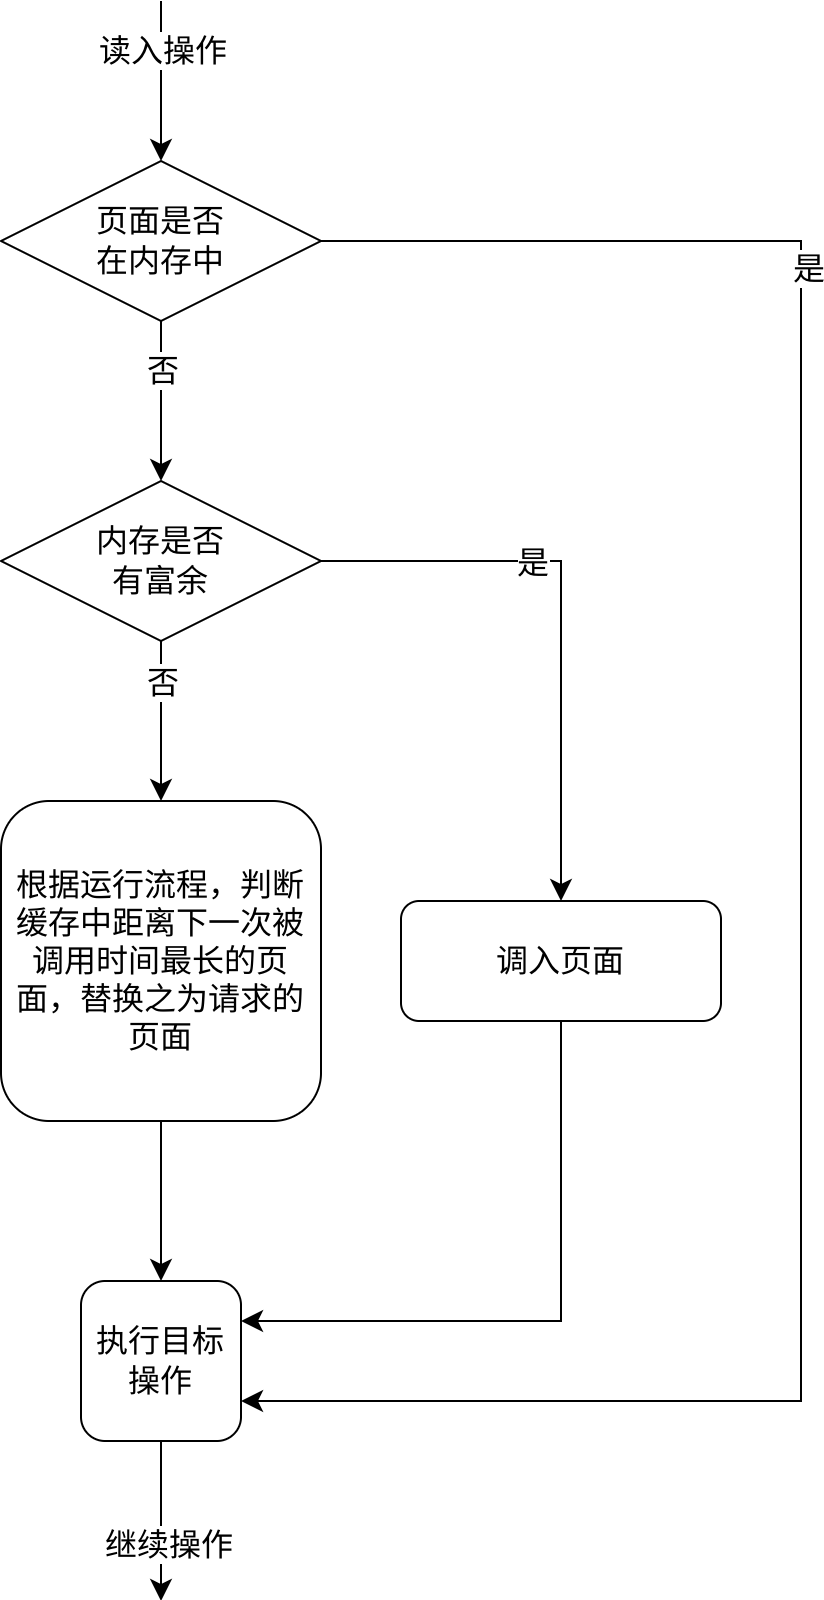 读入操作
页面是否
在内存中
是
否
内存是否
有富余
是
否
根据运行流程，判断
缓存中距离下一次被
调用时间最长的页
面，替换之为请求的
页面
调入页面
执行目标
操作
继续操作